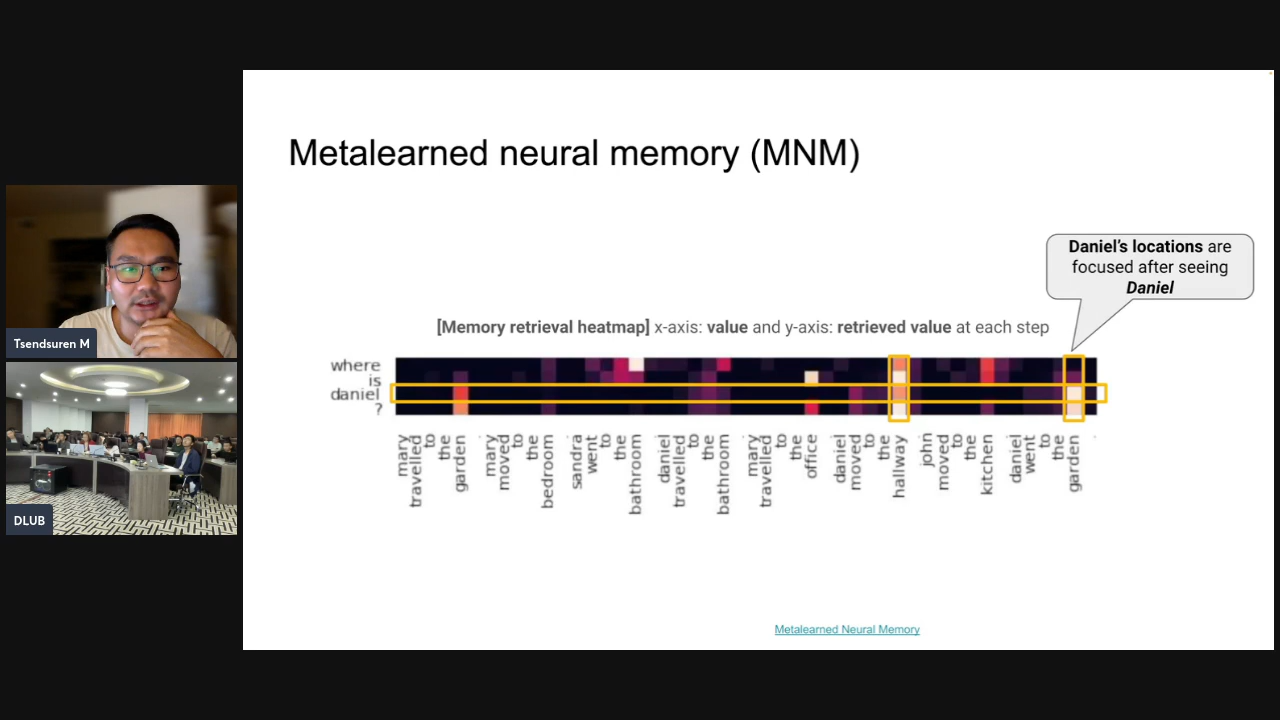 Metalearned neural memory (MNM)
Daniel's locations are
focused after seeing
Daniel
[Memory retrieval heatmap] x-axis: value and y-axis: retrieved value at each step
where
is
daniel
?
mary
travelled
to
the
garden
.
mary
moved
to
the
bedroom
.
sandra
went
to
the
bathroom
.
daniel
travelled
to
the
bathroom
.
mary
travelled
to
the
office
.
daniel
moved
to
the
hallway
.
john
moved
to
the
kitchen
.
daniel
went
to
the
garden
.
Metalearned Neural Memory
Tsendsuren M
DLUB